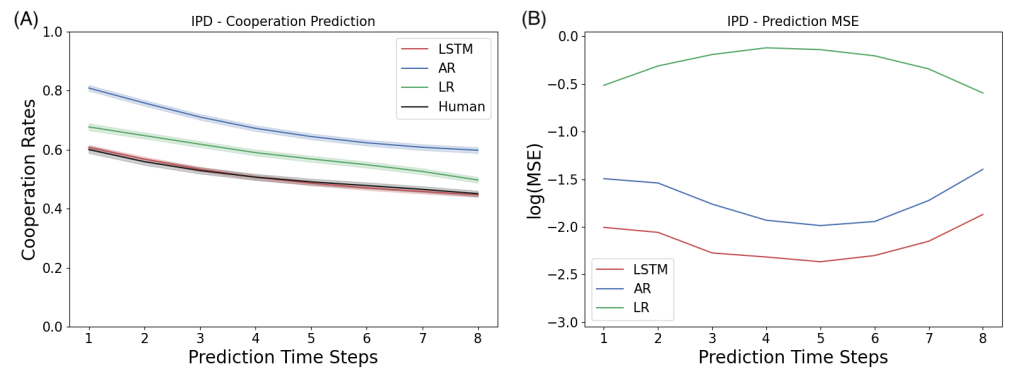 (A)
IPD - Cooperation Prediction
1.0
0.8
0.6
0.4
0.2
0.0
Cooperation Rates
LSTM
AR
LR
Human
1 2 3 4 5 6 7 8
Prediction Time Steps
(B)
IPD - Prediction MSE
0.0
−0.5
−1.0
−1.5
−2.0
−2.5
−3.0
log(MSE)
LSTM
AR
LR
1 2 3 4 5 6 7 8
Prediction Time Steps